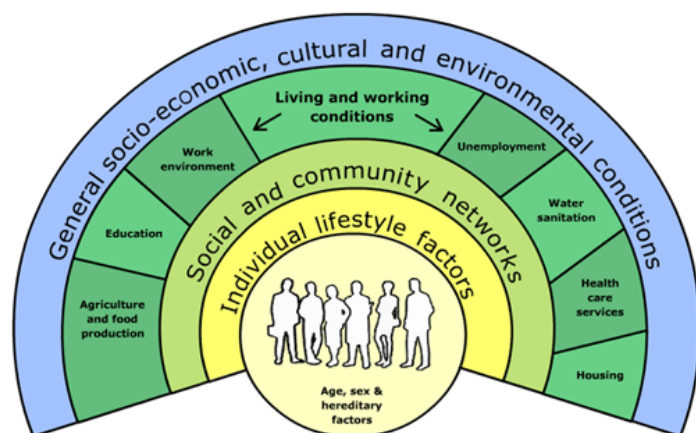 General socio-economic, cultural and environmental conditions
Living and working
conditions
Work
environment
Unemployment
Education
Water
sanitation
Agriculture
and food
production
Health
care
services
Housing
Social and community networks
Individual lifestyle factors
Age, sex &
hereditary
factors